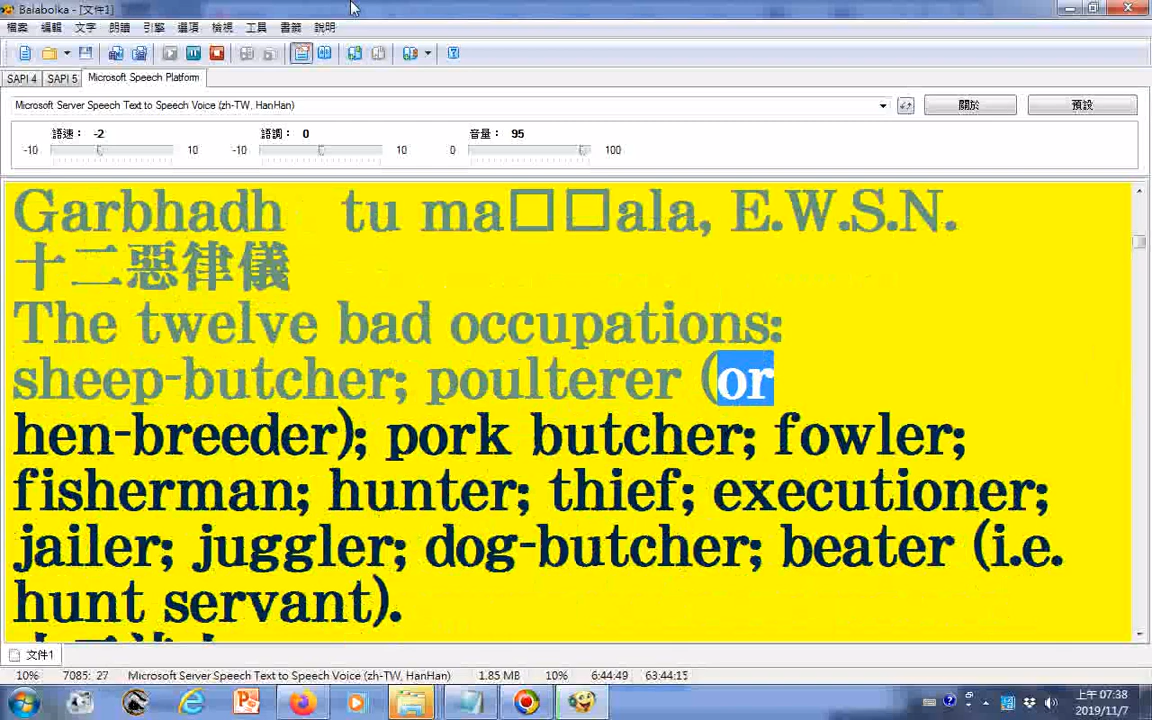 Balabolka - [文件1]
檔案 編輯 文字 朗讀 引擎 選項 檢視 工具 書籤 說明
SAPI 4 SAPI 5 Microsoft Speech Platform
Microsoft Server Speech Text to Speech Voice (zh-TW, HanHan) 關於 預設
語速： -2 語調： 0 音量： 95
-10 10 -10 10 0 100
Garbhadh tu ma□□ala, E.W.S.N.
十二惡律儀
The twelve bad occupations:
sheep-butcher; poulterer (or
hen-breeder); pork butcher; fowler;
fisherman; hunter; thief; executioner;
jailer; juggler; dog-butcher; beater (i.e.
hunt servant).
文件1
10% 7085: 27 Microsoft Server Speech Text to Speech Voice (zh-TW, HanHan) 1.85 MB 10% 6:44:49 63:44:15
上午 07:38
2019/11/7